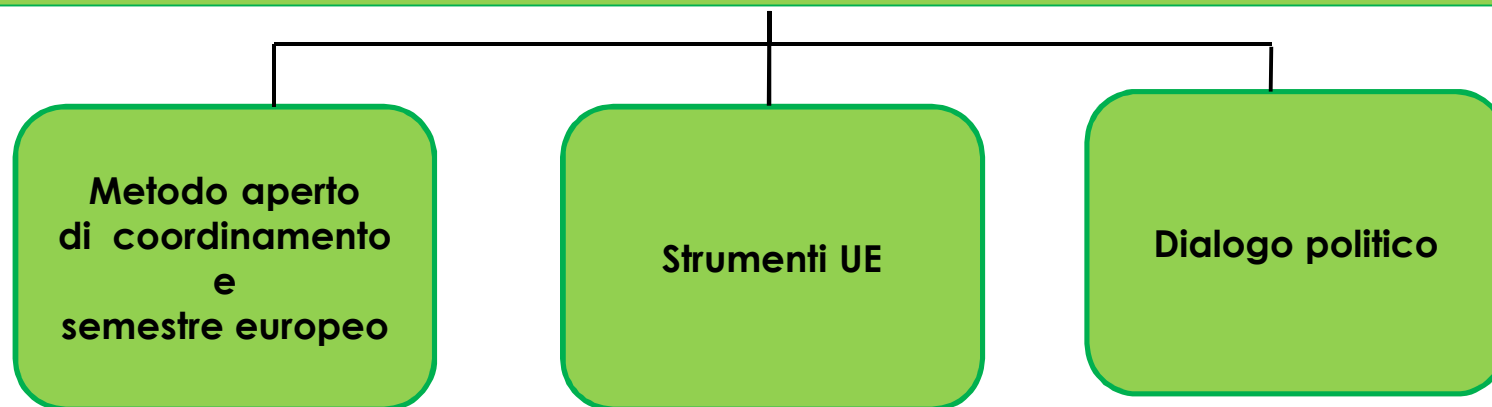 Metodo aperto
di coordinamento
e
semestre europeo
Strumenti UE
Dialogo politico